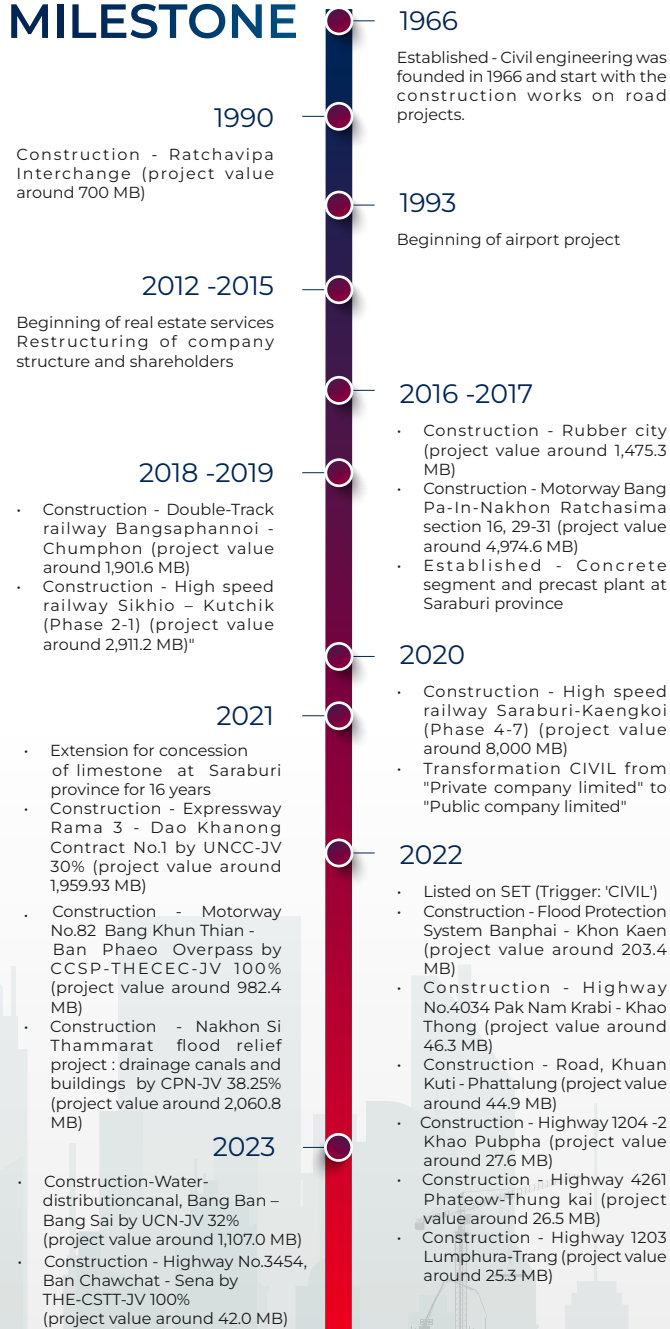 MILESTONE
1966
Established - Civil engineering was
founded in 1966 and start with the
construction works on road
projects.
1990
Construction - Ratchavipa
Interchange (project value
around 700 MB)
1993
Beginning of airport project
2012 -2015
Beginning of real estate services
Restructuring of company
structure and shareholders
2016 -2017
• Construction - Rubber city
(project value around 1,475.3
MB)
• Construction - Motorway Bang
Pa-In-Nakhon Ratchasima
section 16, 29-31 (project value
around 4,974.6 MB)
• Established - Concrete
segment and precast plant at
Saraburi province
2018 -2019
• Construction - Double-Track
railway Bangsaphannoi -
Chumphon (project value
around 1,901.6 MB)
• Construction - High speed
railway Sikhio – Kutchik
(Phase 2-1) (project value
around 2,911.2 MB)"
2020
• Construction - High speed
railway Saraburi-Kaengkoi
(Phase 4-7) (project value
around 8,000 MB)
• Transformation CIVIL from
"Private company limited" to
"Public company limited"
2021
• Extension for concession
of limestone at Saraburi
province for 16 years
• Construction - Expressway
Rama 3 - Dao Khanong
Contract No.1 by UNCC-JV
30% (project value around
1,959.93 MB)
. Construction - Motorway
No.82 Bang Khun Thian -
Ban Phaeo Overpass by
CCSP-THECEC-JV 100%
(project value around 982.4
MB)
• Construction - Nakhon Si
Thammarat flood relief
project : drainage canals and
buildings by CPN-JV 38.25%
(project value around 2,060.8
MB)
2022
• Listed on SET (Trigger: 'CIVIL')
• Construction - Flood Protection
System Banphai - Khon Kaen
(project value around 203.4
MB)
• Construction - Highway
No.4034 Pak Nam Krabi - Khao
Thong (project value around
46.3 MB)
• Construction - Road, Khuan
Kuti - Phattalung (project value
around 44.9 MB)
• Construction - Highway 1204 -2
Khao Pubpha (project value
around 27.6 MB)
• Construction - Highway 4261
Phateow-Thung kai (project
value around 26.5 MB)
• Construction - Highway 1203
Lumphura-Trang (project value
around 25.3 MB)
2023
• Construction-Water-
distributioncanal, Bang Ban –
Bang Sai by UCN-JV 32%
(project value around 1,107.0 MB)
• Construction - Highway No.3454,
Ban Chawchat - Sena by
THE-CSTT-JV 100%
(project value around 42.0 MB)